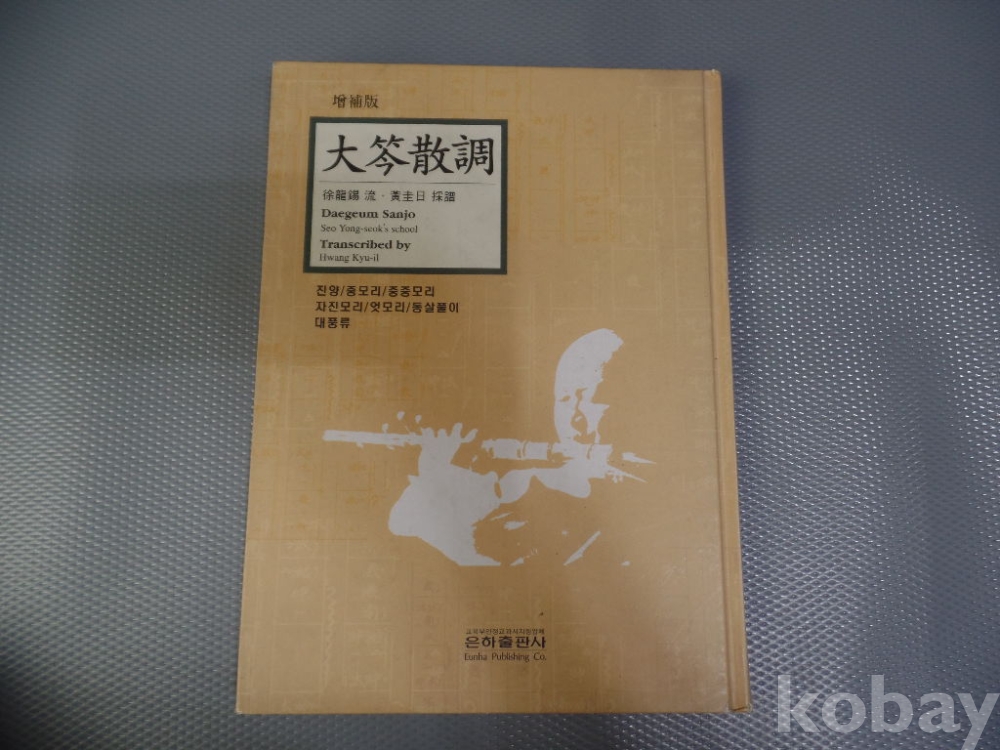 增補版
大笒散調
徐龍錫 流 · 黃圭日 採譜
Daegeum Sanjo
Seo Yong-seok's school
Transcribed by
Hwang Kyu-il
진양/중모리/중중모리
자진모리/엇모리/동살풀이
대풍류
은하출판사
Eunha Publishing Co.
kobay